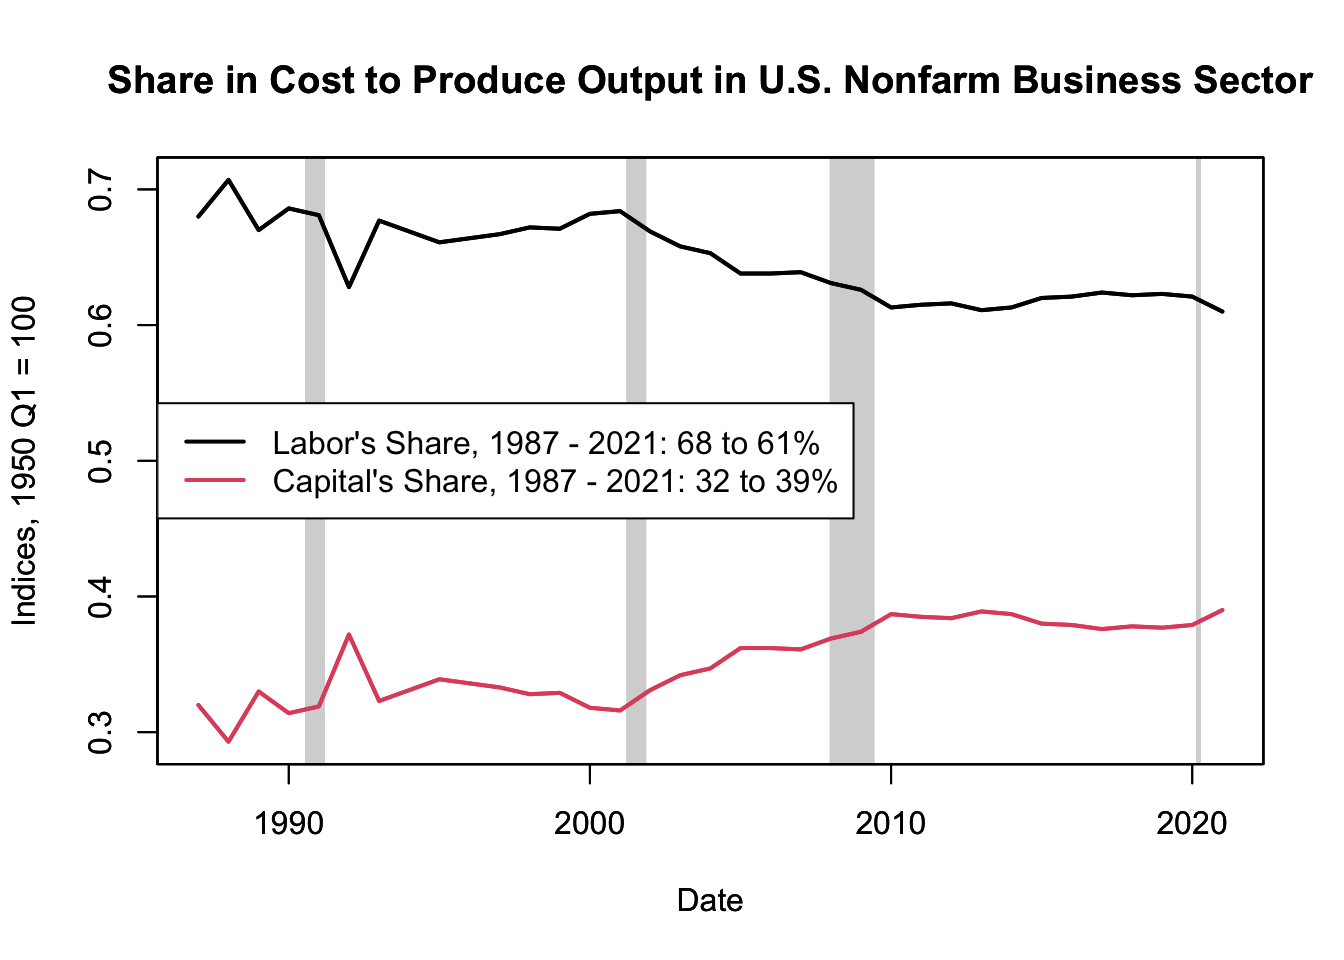 Share in Cost to Produce Output in U.S. Nonfarm Business Sector
Indices, 1950 Q1 = 100
0.7
0.6
0.5
0.4
0.3
Labor's Share, 1987 - 2021: 68 to 61%
Capital's Share, 1987 - 2021: 32 to 39%
1990
2000
2010
2020
Date